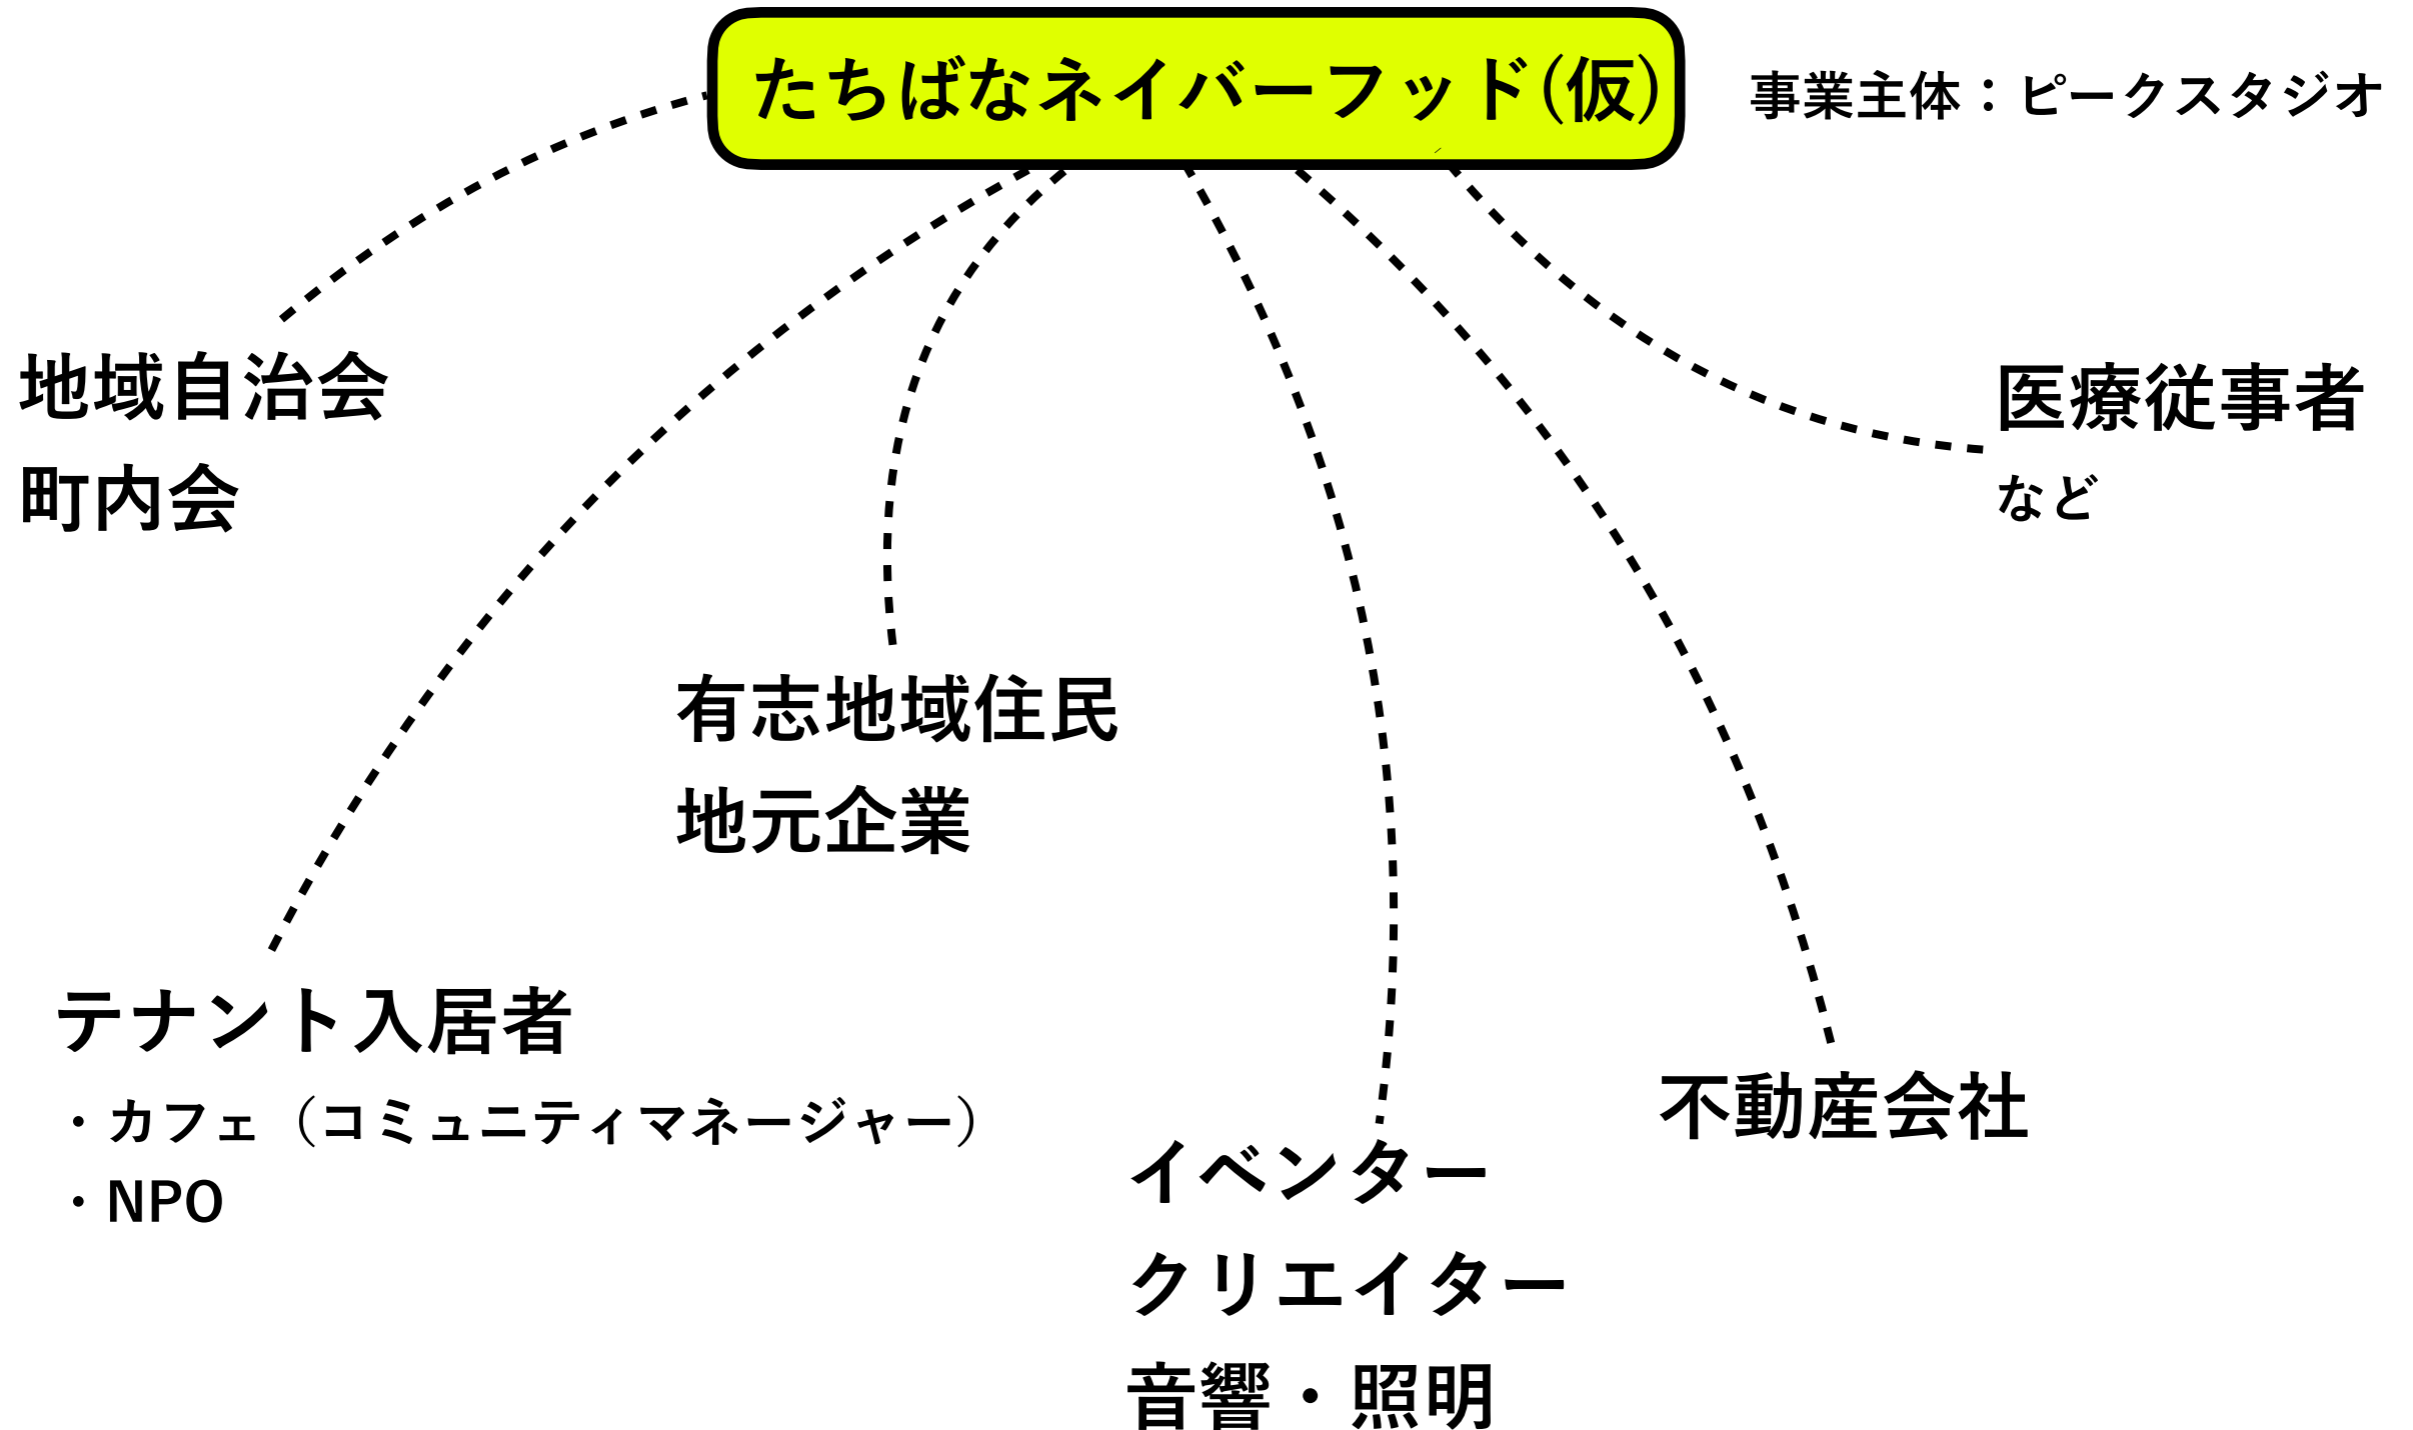 たちばなネイバーフッド(仮)
事業主体：ピークスタジオ
地域自治会
町内会
医療従事者
など
有志地域住民
地元企業
テナント入居者
・カフェ（コミュニティマネージャー）
・NPO
不動産会社
イベンター
クリエイター
音響・照明